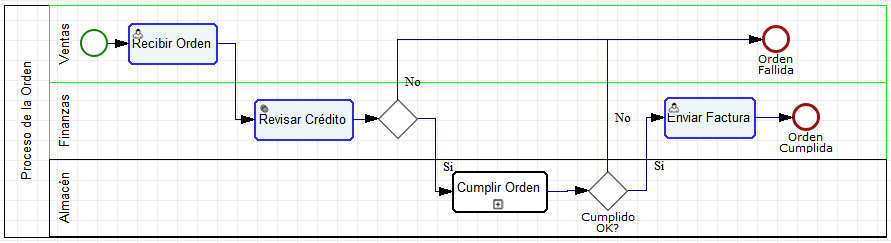 Proceso de la Orden
Ventas
Recibir Orden
Orden
Fallida
No
Finanzas
Revisar Crédito
No
Enviar Factura
Orden
Cumplida
Si
Si
Almacén
Cumplir Orden
Cumplido
OK?